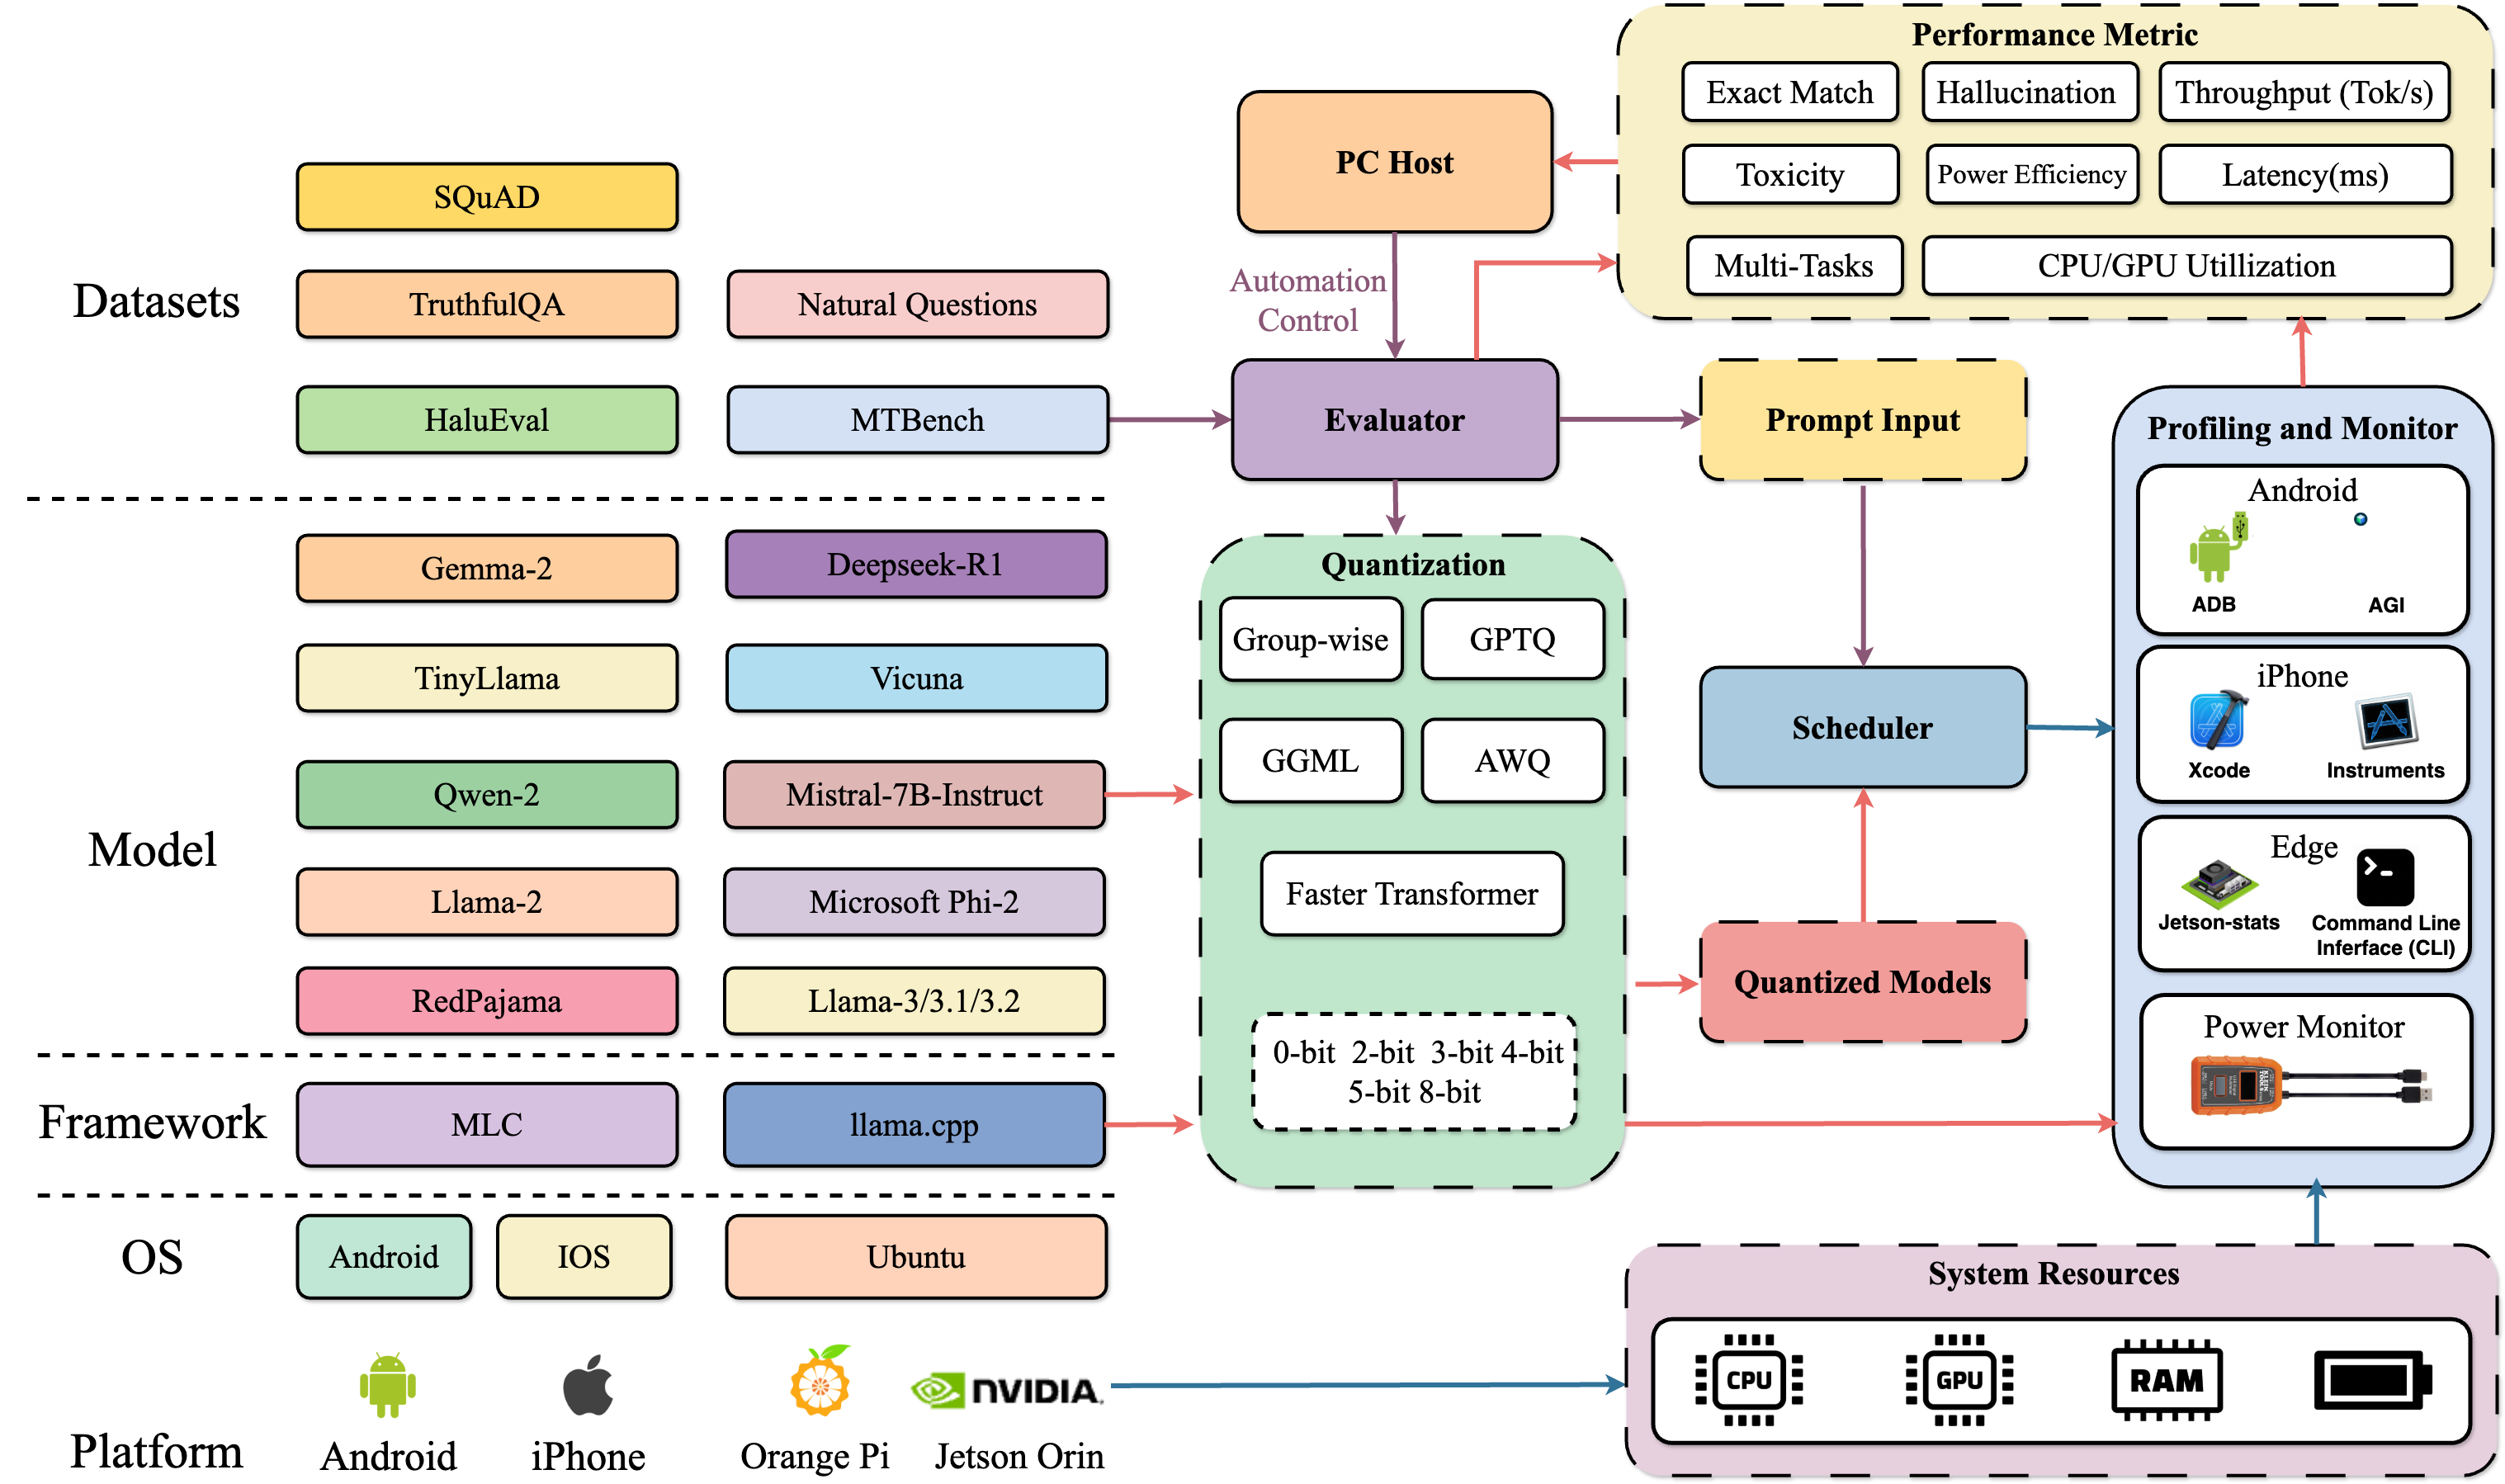 Datasets
SQuAD
TruthfulQA
Natural Questions
HaluEval
MTBench
Model
Gemma-2
Deepseek-R1
TinyLlama
Vicuna
Qwen-2
Mistral-7B-Instruct
Llama-2
Microsoft Phi-2
RedPajama
Llama-3/3.1/3.2
Framework
MLC
llama.cpp
OS
Android
IOS
Ubuntu
Platform
Android
iPhone
Orange Pi
NVIDIA.
Jetson Orin
PC Host
Automation
Control
Evaluator
Prompt Input
Quantization
Group-wise
GPTQ
GGML
AWQ
Faster Transformer
0-bit 2-bit 3-bit 4-bit
5-bit 8-bit
Scheduler
Quantized Models
Performance Metric
Exact Match
Hallucination
Throughput (Tok/s)
Toxicity
Power Efficiency
Latency(ms)
Multi-Tasks
CPU/GPU Utillization
Profiling and Monitor
Android
ADB
AGI
iPhone
Xcode
Instruments
Edge
Jetson-stats
Command Line
Inferface (CLI)
Power Monitor
System Resources
CPU
GPU
RAM